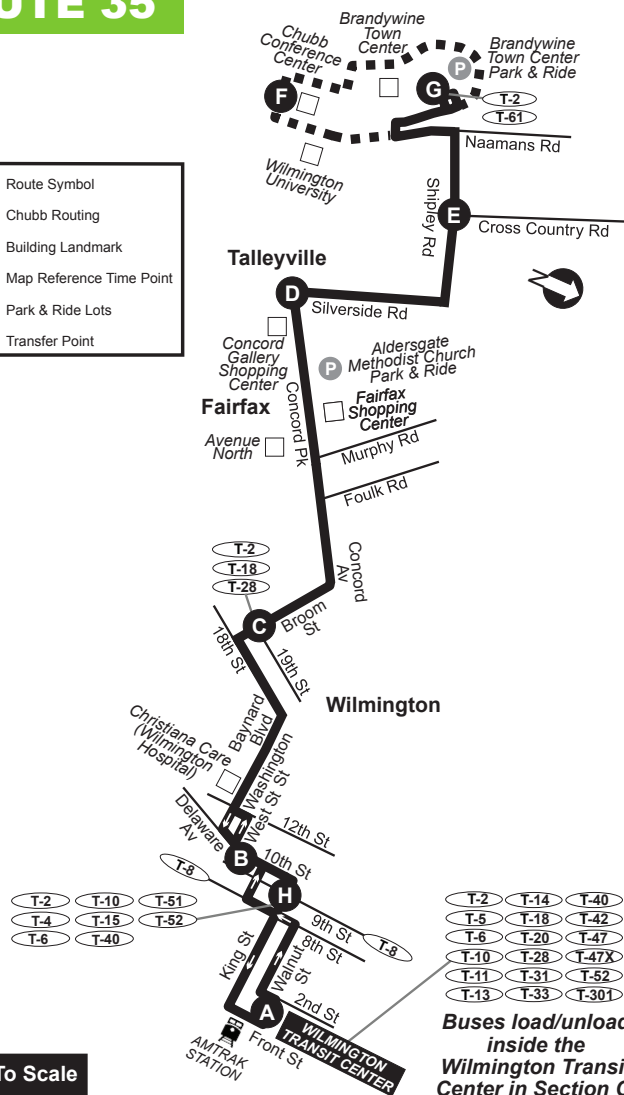 UTE 35
Route Symbol
Chubb Routing
Building Landmark
Map Reference Time Point
Park & Ride Lots
Transfer Point
Chubb
Conference
Center
Brandywine
Town
Center
P
Brandywine
Town Center
Park & Ride
F
G
T-2
T-61
Naamans Rd
Wilmington
University
Shipley Rd
E
Cross Country Rd
Talleyville
D
Silverside Rd
Concord
Gallery
Shopping
Center
P
Aldersgate
Methodist Church
Park & Ride
Fairfax
Concord Pk
Fairfax
Shopping
Center
Avenue
North
Murphy Rd
Foulk Rd
Concord
Av
T-2
T-18
T-28
C
Broom
St
18th St
19th St
Wilmington
Baynard
Blvd
Christiana Care
(Wilmington
Hospital)
Washington
St
West St
12th St
Delaware
Av
B
10th St
T-8
H
9th St
T-8
8th St
T-2 T-10 T-51
T-4 T-15 T-52
T-6 T-40
King St
Walnut
St
2nd St
A
Front St
AMTRAK
STATION
WILMINGTON
TRANSIT CENTER
T-2 T-14 T-40
T-5 T-18 T-42
T-6 T-20 T-47
T-10 T-28 T-47X
T-11 T-31 T-52
T-13 T-33 T-301
Buses load/unload
inside the
Wilmington Transi
Center in Section C
To Scale